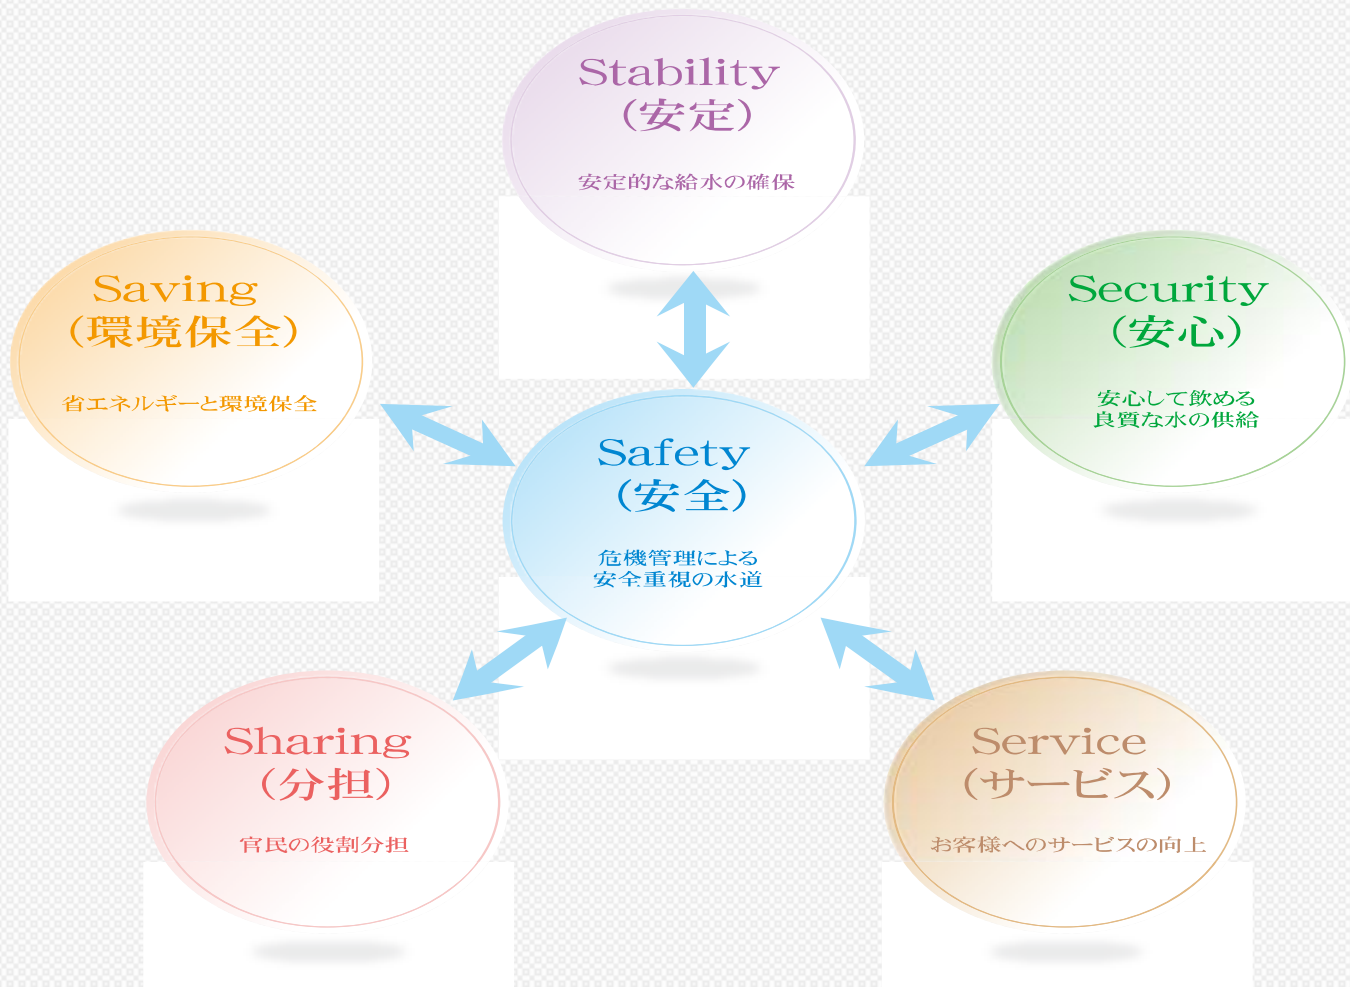 Stability
（安定）
安定的な給水の確保
Saving
（環境保全）
省エネルギーと環境保全
Security
（安心）
安心して飲める
良質な水の供給
Safety
（安全）
危機管理による
安全重視の水道
Sharing
（分担）
官民の役割分担
Service
（サービス）
お客様へのサービスの向上